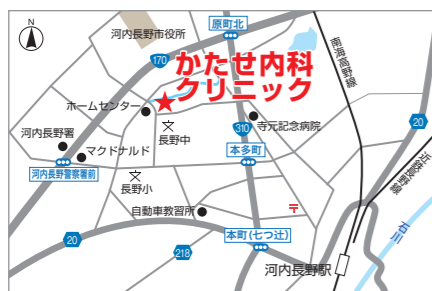 N
河内長野市役所
原町北
南海高野線
170
かたせ内科
クリニック
ホームセンター
20
河内長野署
長野中
310
寺元記念病院
マクドナルド
近鉄長野線
河内長野警察署前
本多町
長野小
石川
自動車教習所
20
本町(七つ辻)
218
河内長野駅